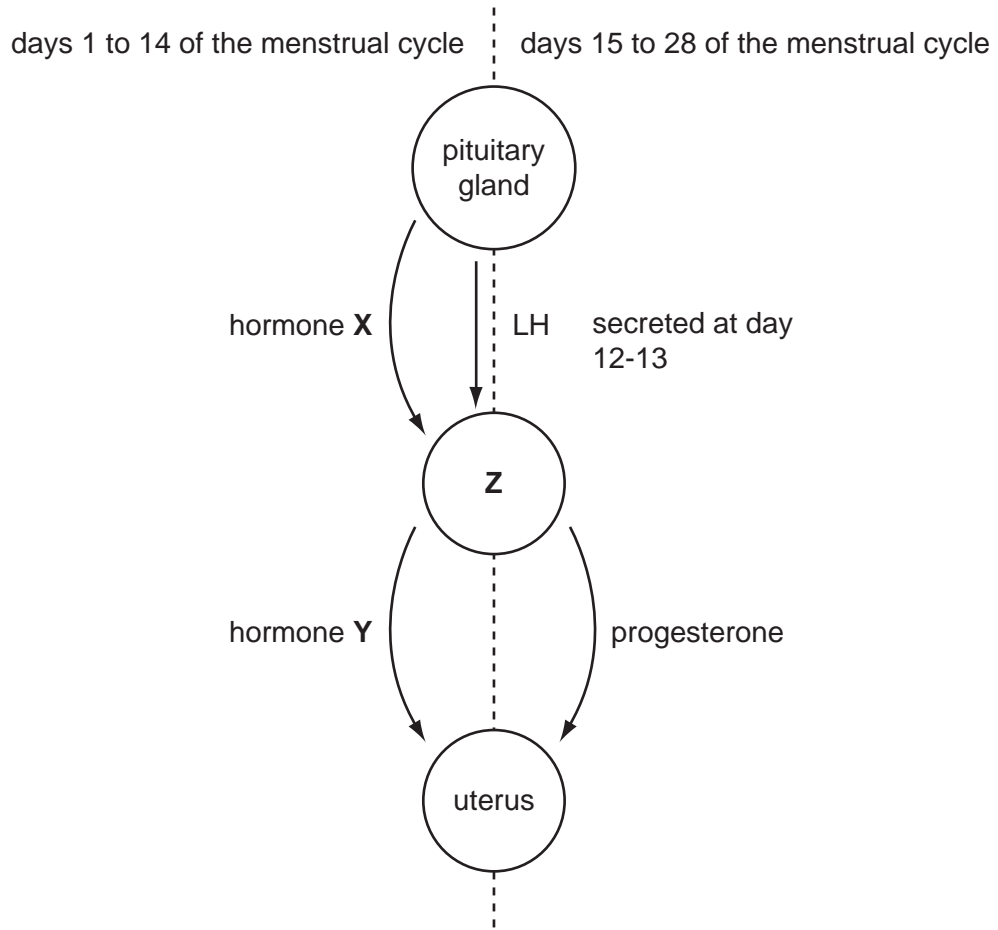 days 1 to 14 of the menstrual cycle
days 15 to 28 of the menstrual cycle
pituitary
gland
hormone X
LH
secreted at day
12-13
Z
hormone Y
progesterone
uterus